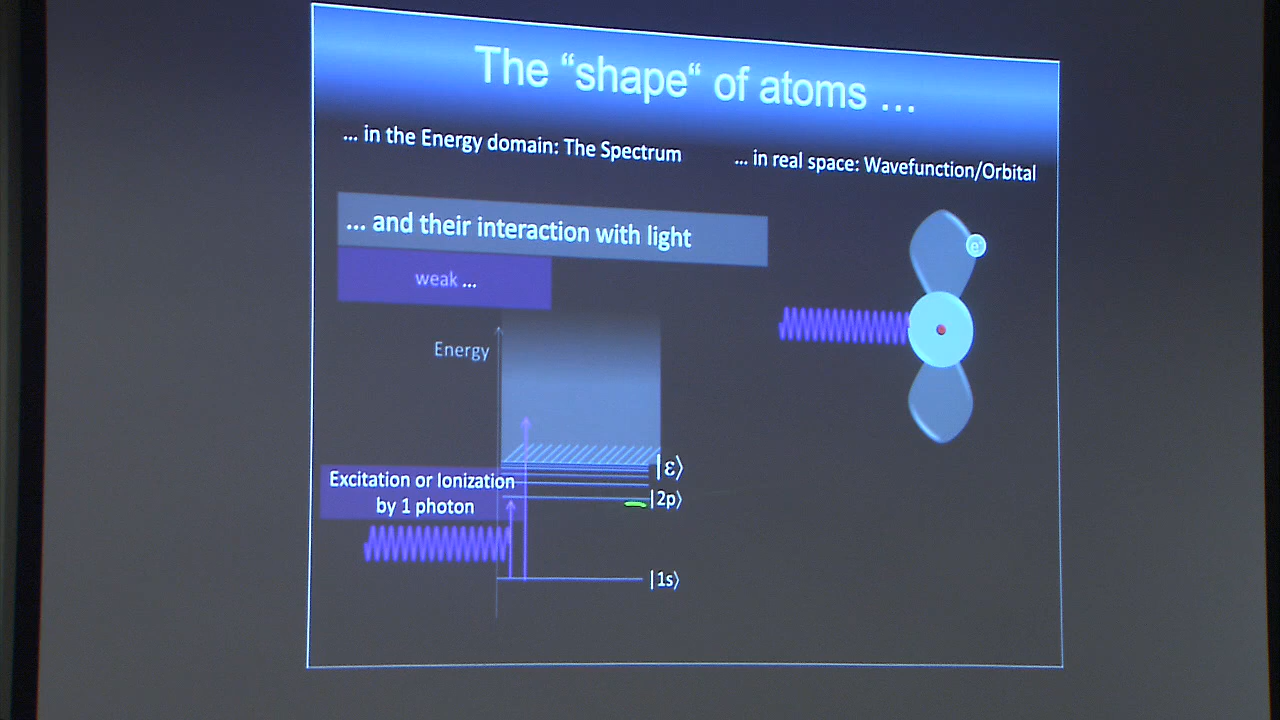 The “shape“ of atoms ...
... in the Energy domain: The Spectrum
... in real space: Wavefunction/Orbital
... and their interaction with light
weak ...
e-
Energy
|ε⟩
Excitation or Ionization
by 1 photon
|2p⟩
|1s⟩